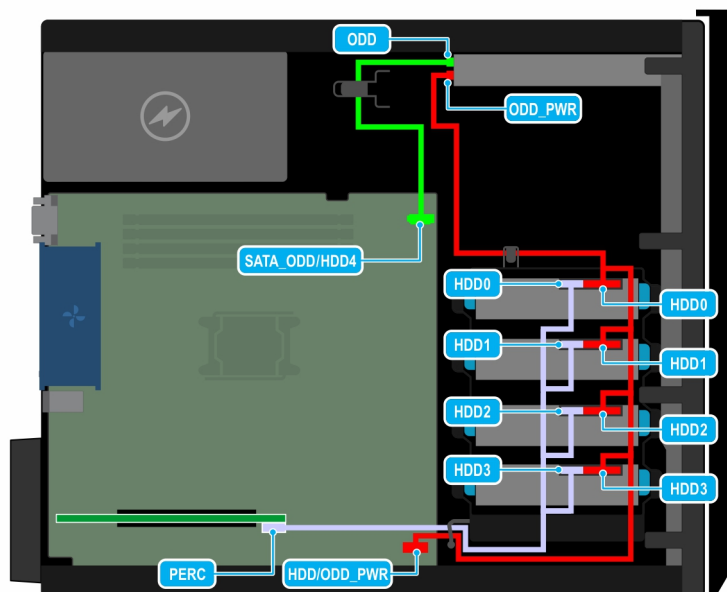 ODD
ODD_PWR
SATA_ODD/HDD4
HDD0
HDD0
HDD1
HDD1
HDD2
HDD2
HDD3
HDD3
PERC
HDD/ODD_PWR